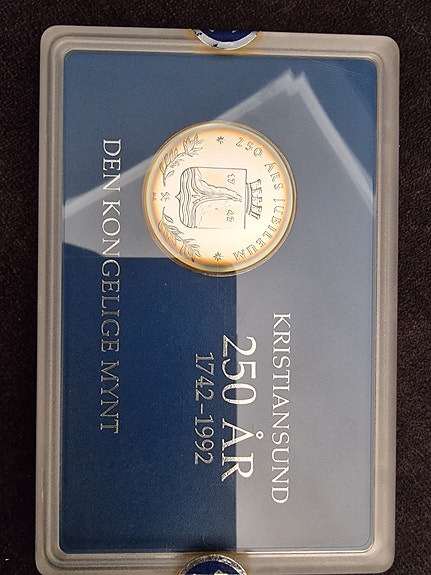 KRISTIANSUND
250 ÅR
1742-1992
250 ÅRS JUBILEUM
17 42
DEN KONGELIGE MYNT